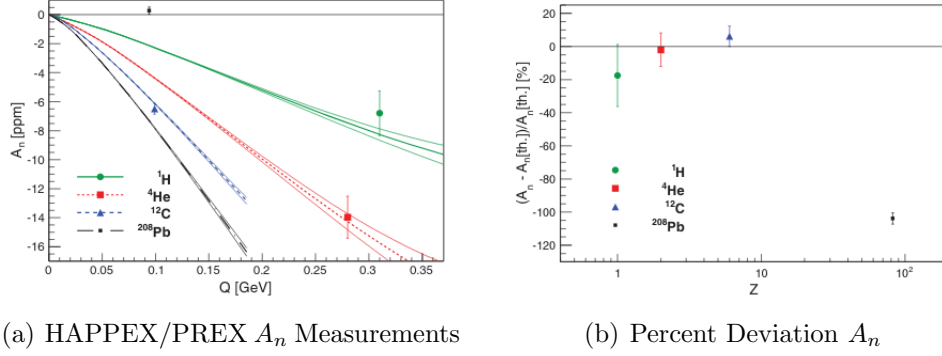 0
-2
-4
-6
-8
-10
-12
-14
-16
A_n [ppm]
¹H
⁴He
¹²C
²⁰⁸Pb
0 0.05 0.1 0.15 0.2 0.25 0.3 0.35
Q [GeV]
20
0
-20
-40
-60
-80
-100
-120
(A_n - A_n[th.])/A_n[th.] [%]
¹H
⁴He
¹²C
²⁰⁸Pb
1 10 10²
Z
(a) HAPPEX/PREX A_n Measurements
(b) Percent Deviation A_n